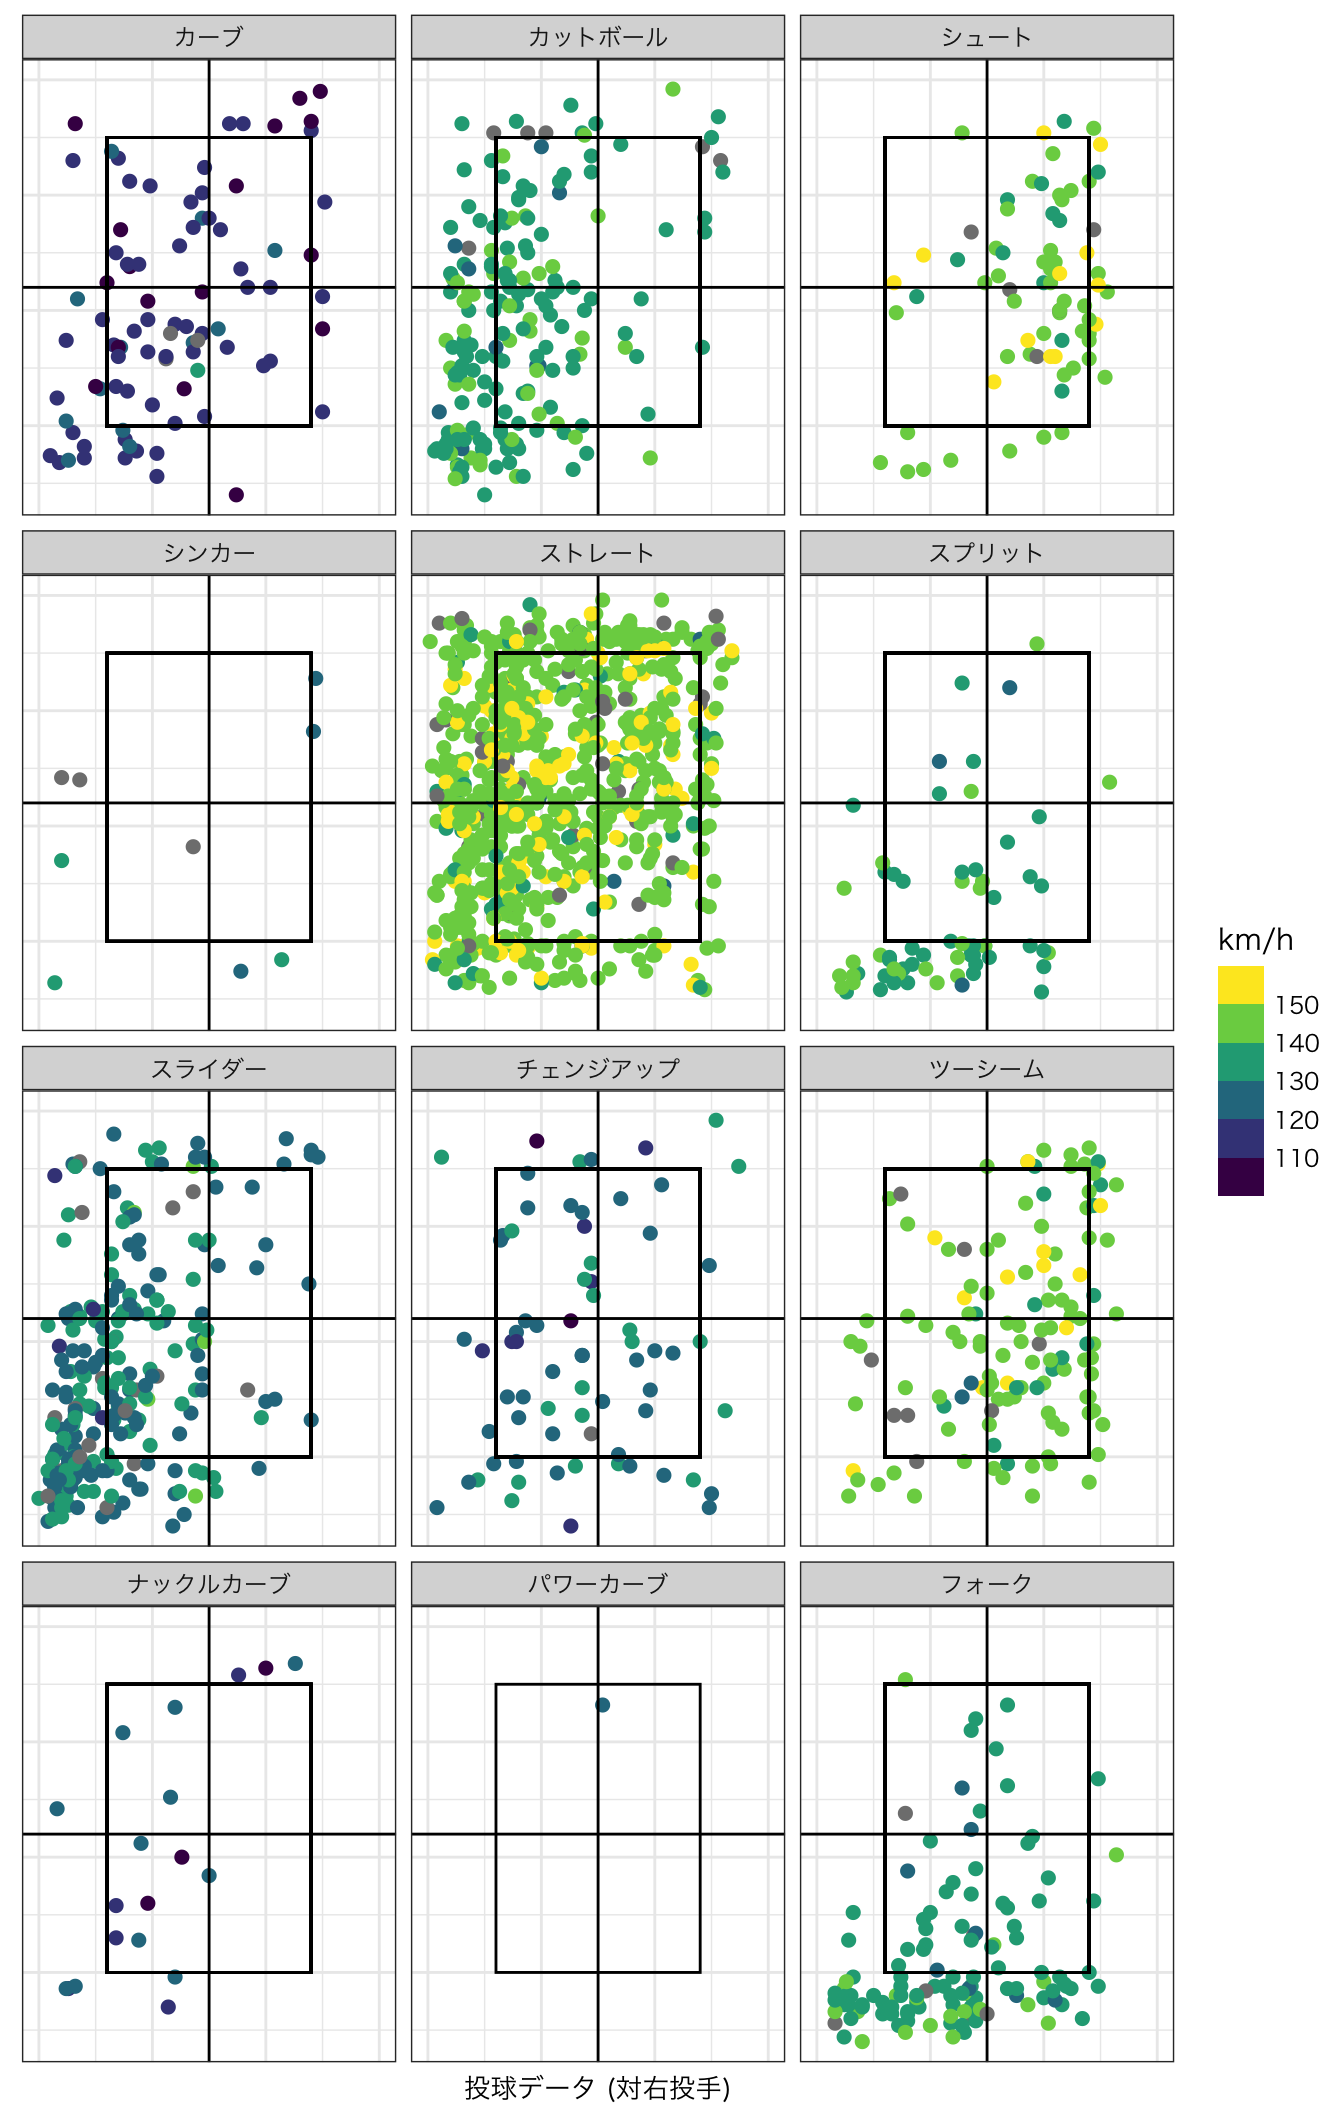 カーブ
カットボール
シュート
シンカー
ストレート
スプリット
km/h
150
140
130
120
110
スライダー
チェンジアップ
ツーシーム
ナックルカーブ
パワーカーブ
フォーク
投球データ (対右投手)